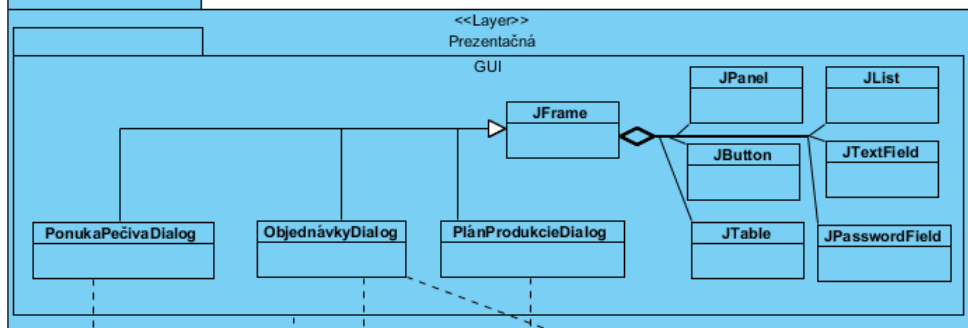 <<Layer>>
Prezentačná
GUI
JPanel
JList
JFrame
JButton
JTextField
PonukaPečivaDialog
ObjednávkyDialog
PlánProdukcieDialog
JTable
JPasswordField